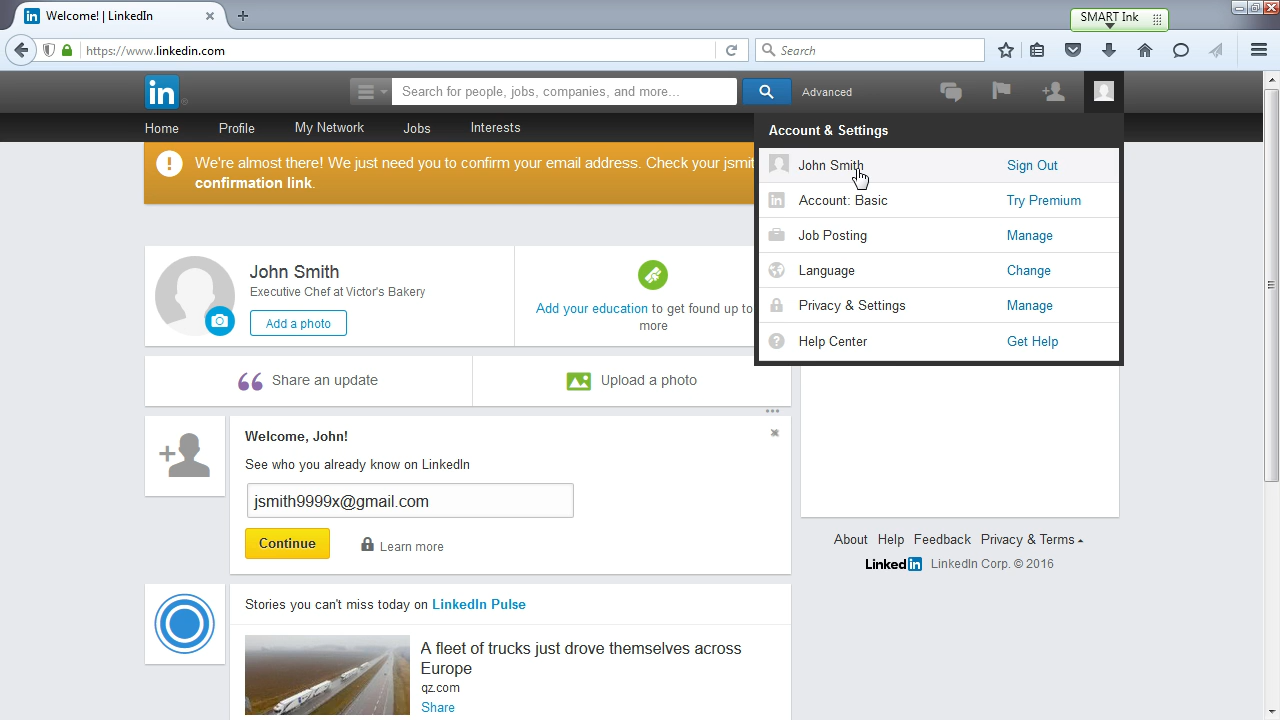 Welcome! | LinkedIn
SMART Ink
https://www.linkedin.com
Search
in
Search for people, jobs, companies, and more...
Advanced
Home
Profile
My Network
Jobs
Interests
Account & Settings
John Smith
Sign Out
Account: Basic
Try Premium
Job Posting
Manage
Language
Change
Privacy & Settings
Manage
Help Center
Get Help
We're almost there! We just need you to confirm your email address. Check your jsmit
confirmation link.
John Smith
Executive Chef at Victor's Bakery
Add a photo
Add your education to get found up to
more
Share an update
Upload a photo
Welcome, John!
See who you already know on LinkedIn
jsmith9999x@gmail.com
Continue
Learn more
Stories you can't miss today on LinkedIn Pulse
A fleet of trucks just drove themselves across
Europe
qz.com
Share
About Help Feedback Privacy & Terms
LinkedIn LinkedIn Corp. © 2016